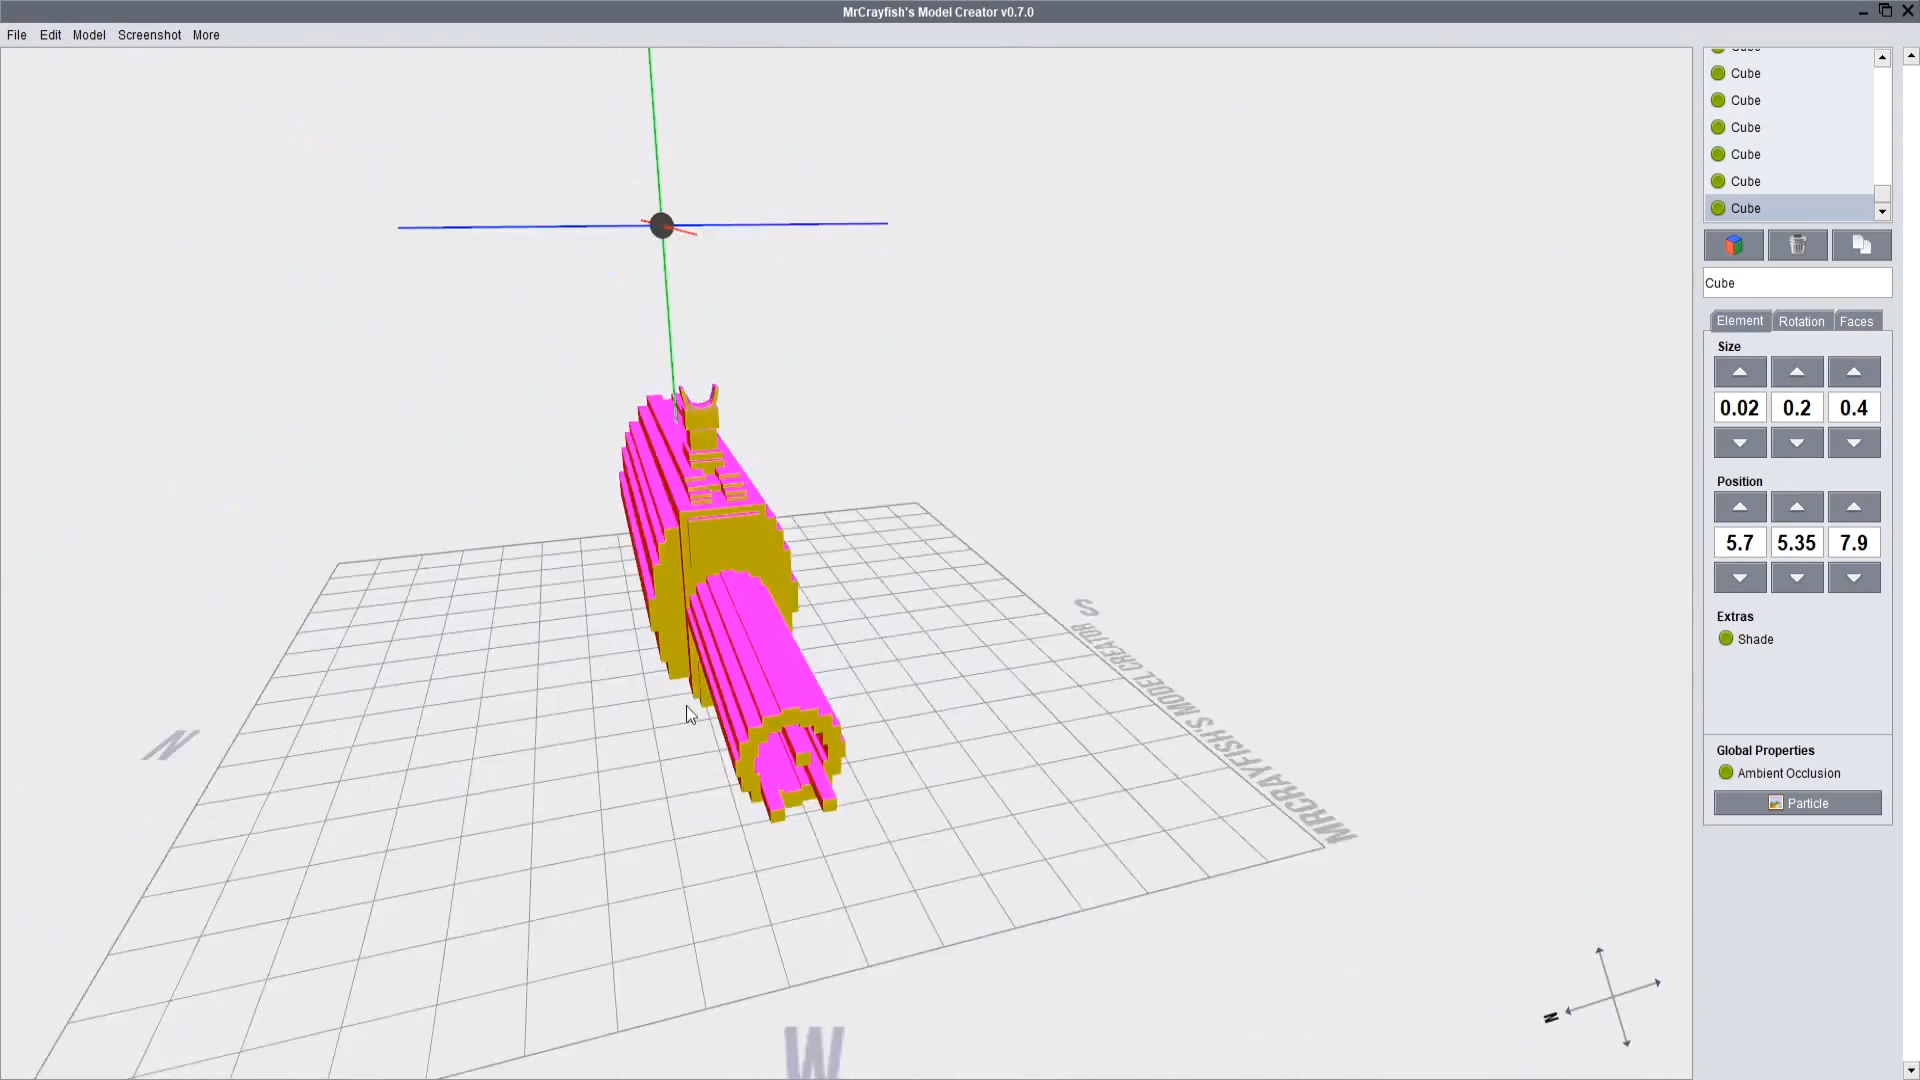 MrCrayfish's Model Creator v0.7.0
File Edit Model Screenshot More
Cube
Cube
Cube
Cube
Cube
Cube
Cube
Element Rotation Faces
Size
0.02 0.2 0.4
Position
5.7 5.35 7.9
Extras
Shade
Global Properties
Ambient Occlusion
Particle
N
S
MRCRAYFISH'S MODEL CREATOR
W
N